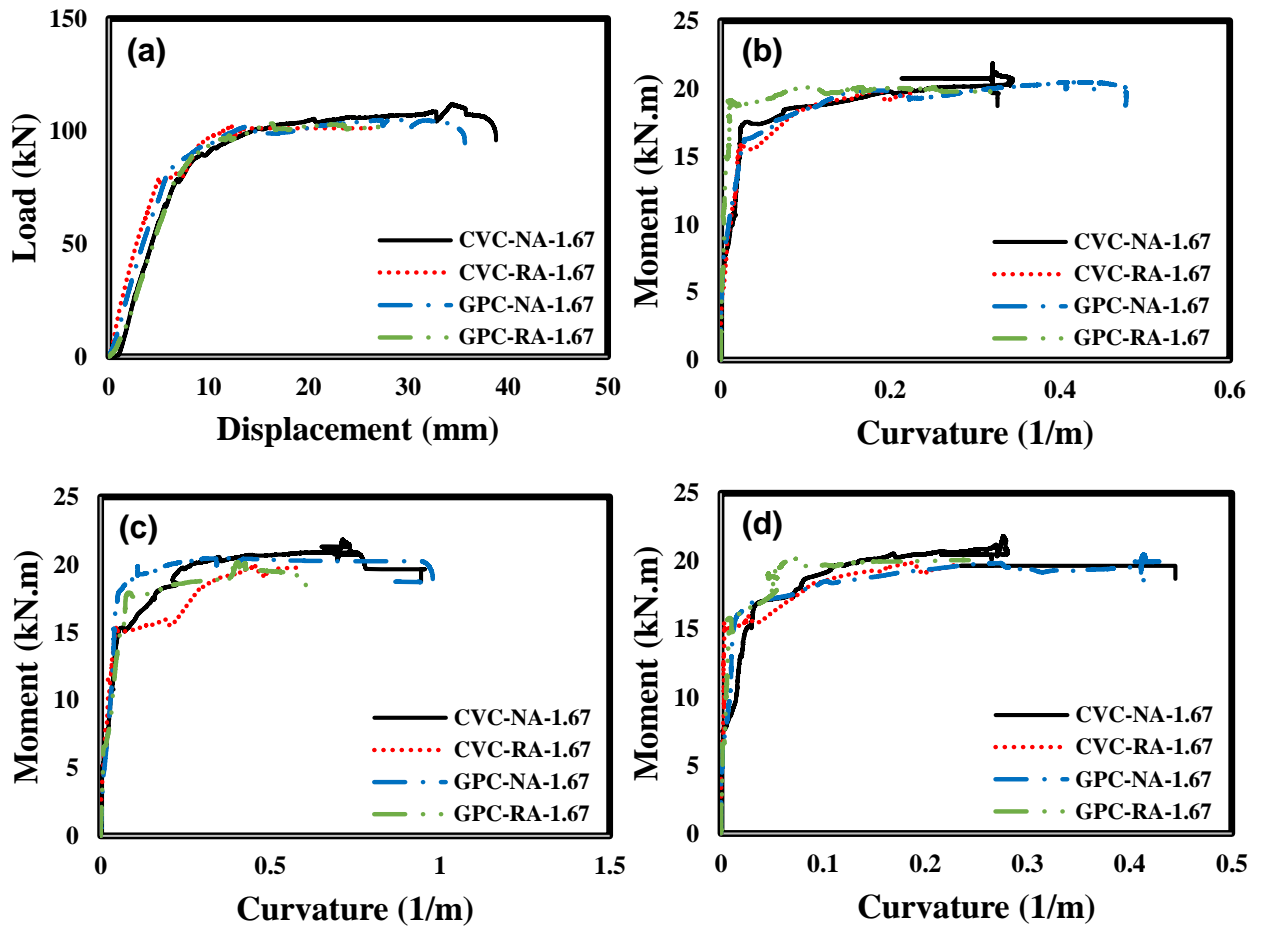 (a)
150
100
50
0
Load (kN)
CVC-NA-1.67
CVC-RA-1.67
GPC-NA-1.67
GPC-RA-1.67
0 10 20 30 40 50
Displacement (mm)
(b)
25
20
15
10
5
0
Moment (kN.m)
CVC-NA-1.67
CVC-RA-1.67
GPC-NA-1.67
GPC-RA-1.67
0 0.2 0.4 0.6
Curvature (1/m)
(c)
25
20
15
10
5
0
Moment (kN.m)
CVC-NA-1.67
CVC-RA-1.67
GPC-NA-1.67
GPC-RA-1.67
0 0.5 1 1.5
Curvature (1/m)
(d)
25
20
15
10
5
0
Moment (kN.m)
CVC-NA-1.67
CVC-RA-1.67
GPC-NA-1.67
GPC-RA-1.67
0 0.1 0.2 0.3 0.4 0.5
Curvature (1/m)